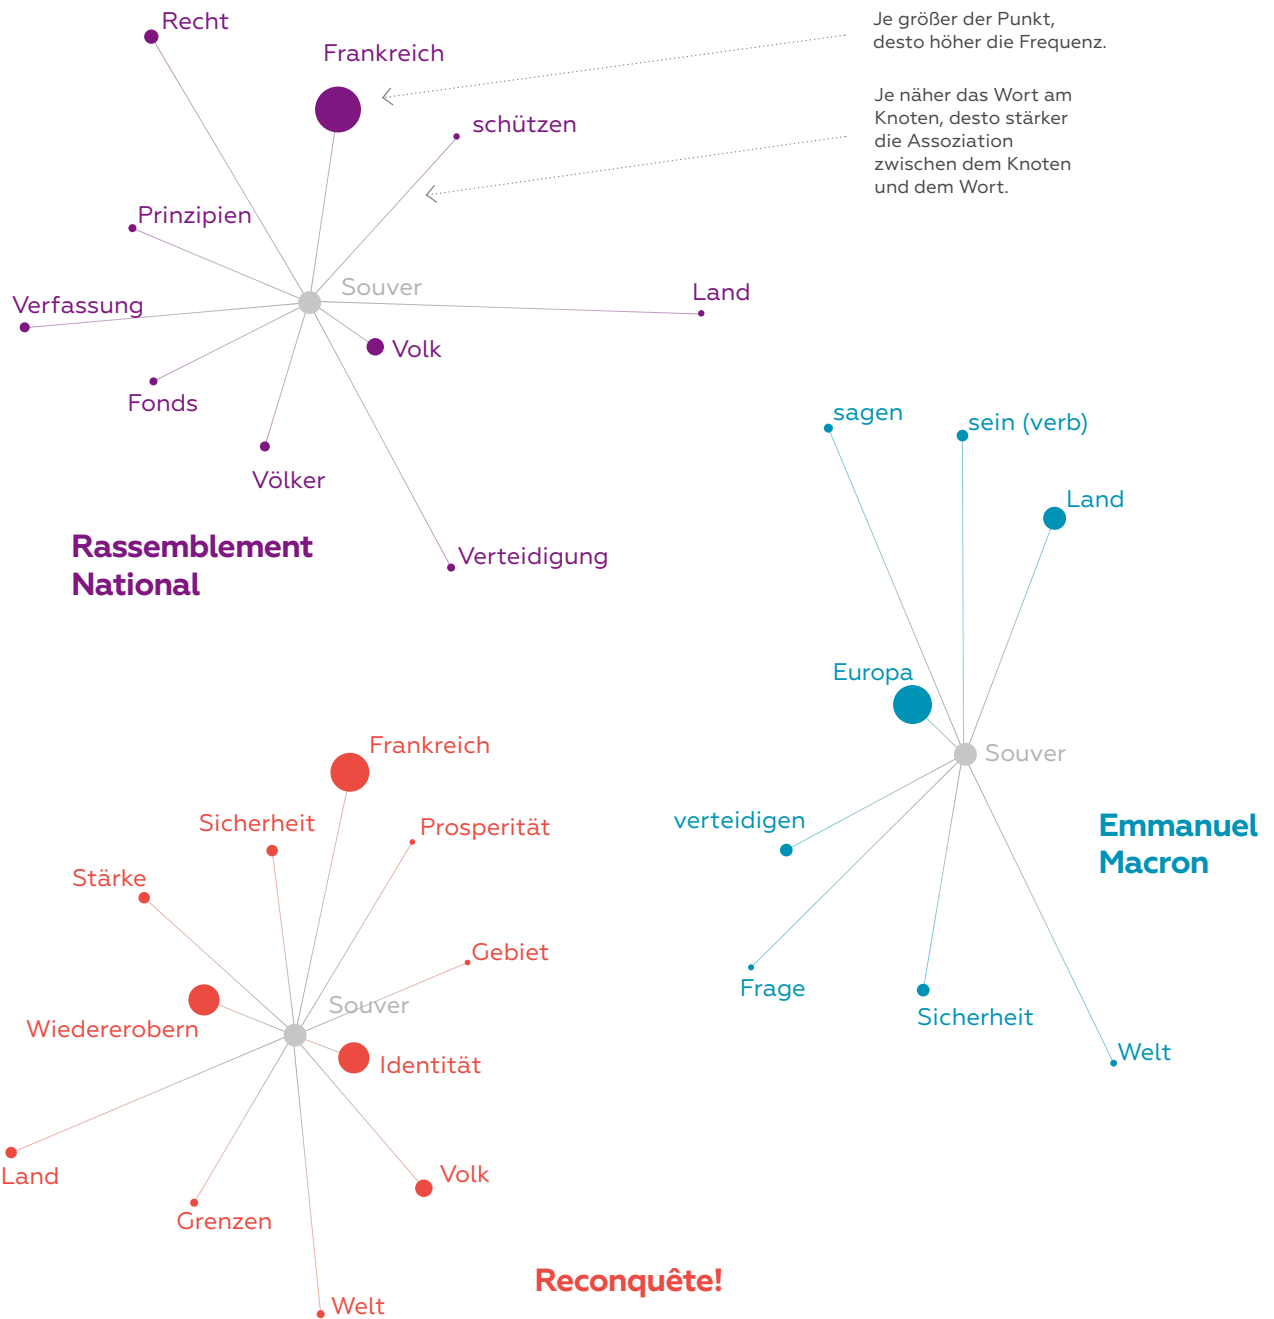 Recht
Frankreich
Je größer der Punkt,
desto höher die Frequenz.
Je näher das Wort am
Knoten, desto stärker
die Assoziation
zwischen dem Knoten
und dem Wort.
schützen
Prinzipien
Souver
Verfassung
Land
Volk
Fonds
Völker
Verteidigung
Rassemblement
National
sagen
sein (verb)
Land
Europa
Souver
verteidigen
Frage
Sicherheit
Welt
Emmanuel
Macron
Frankreich
Sicherheit
Prosperität
Stärke
Gebiet
Souver
Wiedererobern
Identität
Land
Volk
Grenzen
Welt
Reconquête!